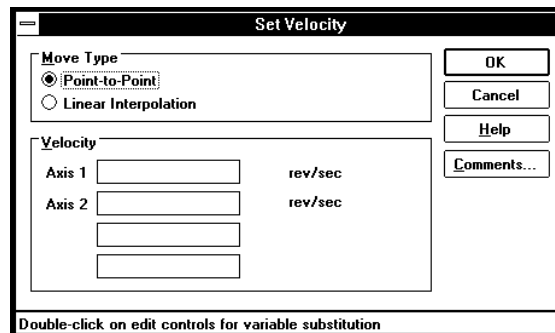 Set Velocity
Move Type
Point-to-Point
Linear Interpolation
OK
Cancel
Help
Comments...
Velocity
Axis 1 rev/sec
Axis 2 rev/sec
Double-click on edit controls for variable substitution